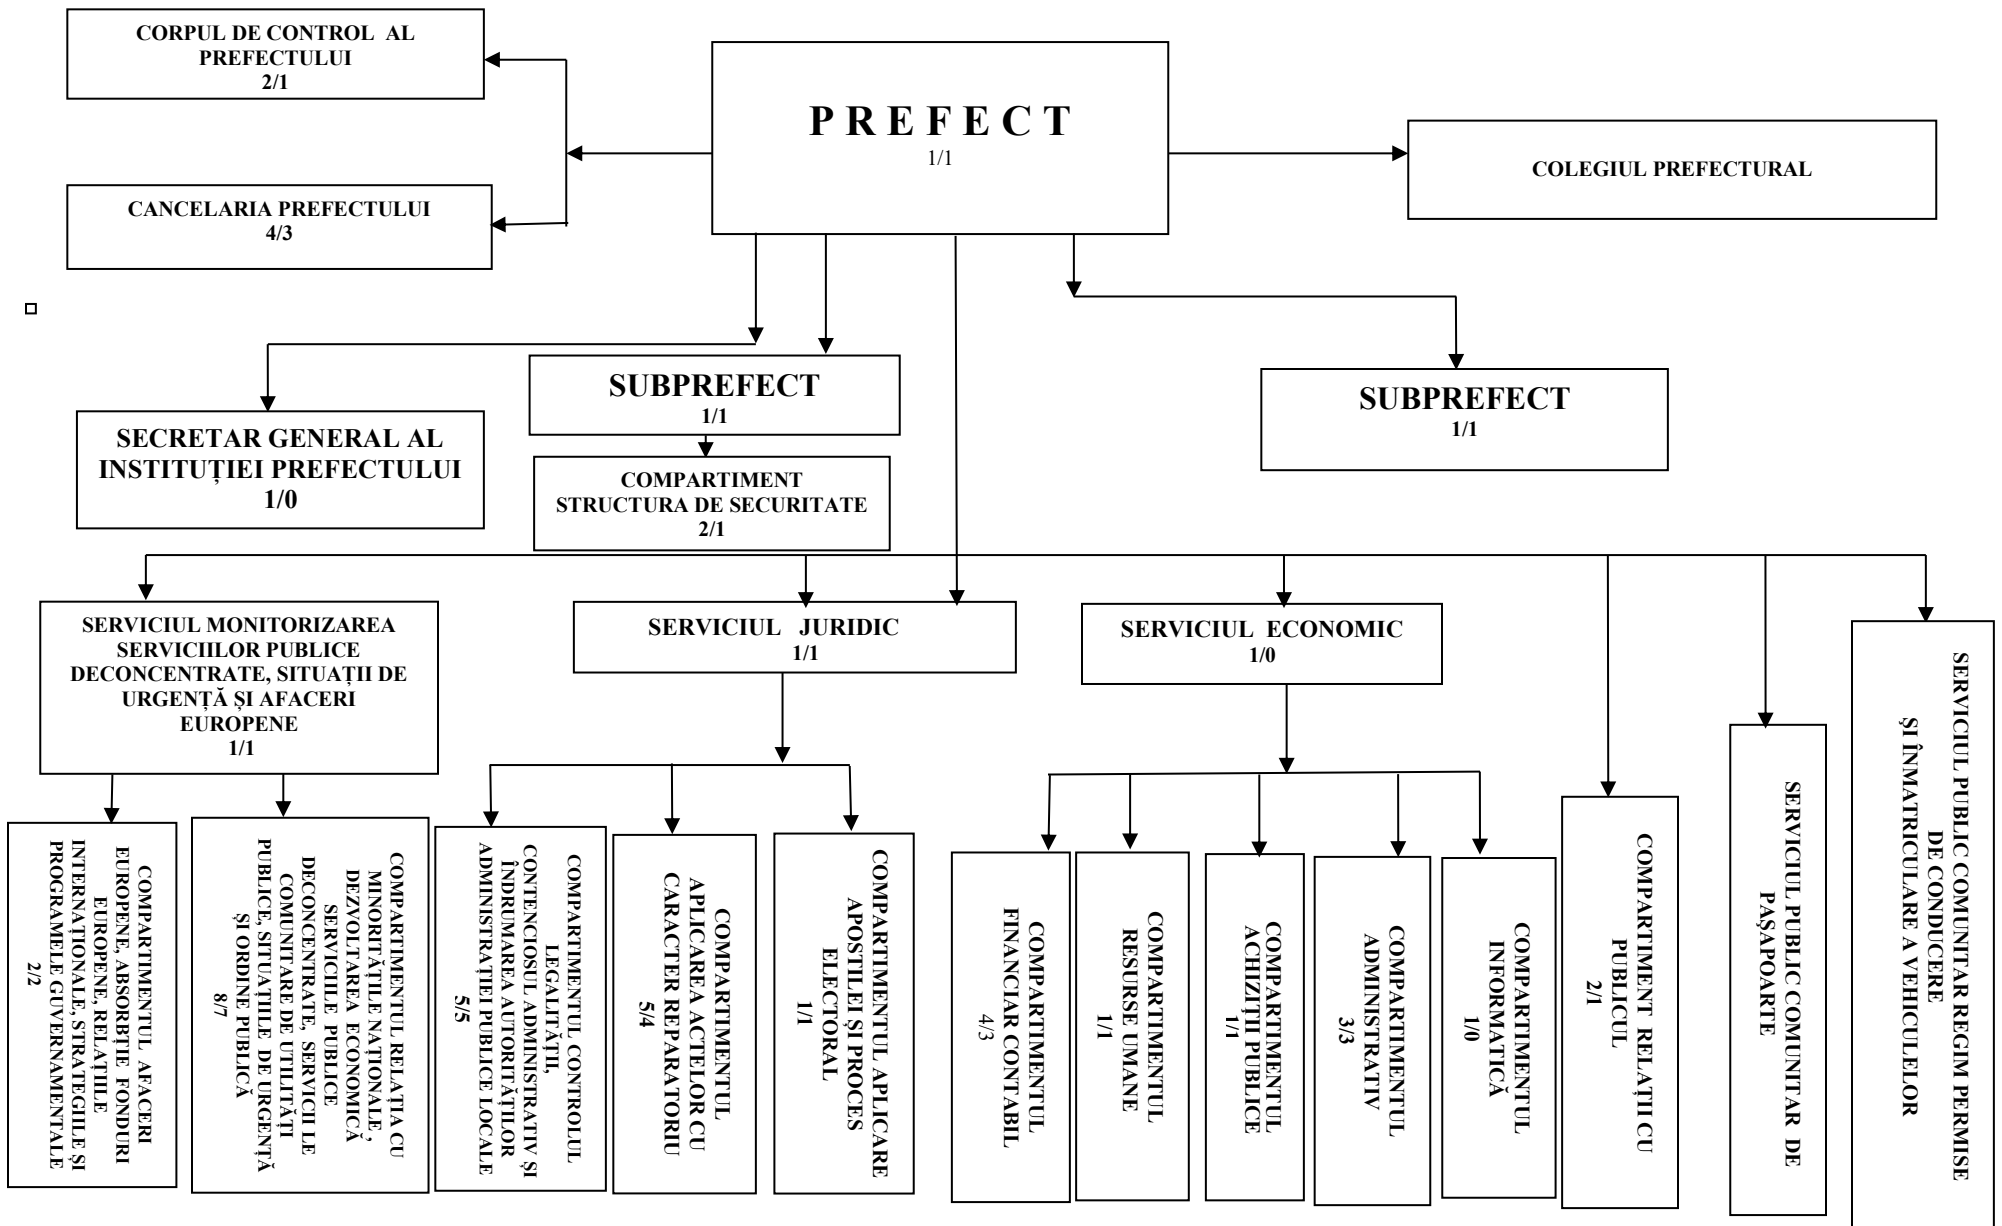 CORPUL DE CONTROL AL
PREFECTULUI
2/1
P R E F E C T
1/1
COLEGIUL PREFECTURAL
CANCELARIA PREFECTULUI
4/3
SUBPREFECT
1/1
SUBPREFECT
1/1
SECRETAR GENERAL AL
INSTITUȚIEI PREFECTULUI
1/0
COMPARTIMENT
STRUCTURA DE SECURITATE
2/1
SERVICIUL MONITORIZAREA
SERVICIILOR PUBLICE
DECONCENTRATE, SITUAȚII DE
URGENȚĂ ȘI AFACERI
EUROPENE
1/1
SERVICIUL JURIDIC
1/1
SERVICIUL ECONOMIC
1/0
COMPARTIMENTUL AFACERI
EUROPENE, ABSORBȚIE FONDURI
EUROPENE, RELAȚIILE
INTERNAȚIONALE, STRATEGIILE ȘI
PROGRAMELE GUVERNAMENTALE
2/2
COMPARTIMENTUL RELAȚIA CU
MINORITĂȚILE NAȚIONALE ,
DEZVOLTAREA ECONOMICĂ
SERVICIILE PUBLICE
DECONCENTRATE, SERVICII LE
COMUNITARE DE UTILITĂȚI
PUBLICE, SITUAȚIILE DE URGENȚĂ
ȘI ORDINE PUBLICĂ
8/7
COMPARTIMENTUL CONTROLUL
LEGALITĂȚII,
CONTENCIOSUL ADMINISTRATIV ȘI
ÎNDRUMAREA AUTORITĂȚILOR
ADMINISTRAȚIEI PUBLICE LOCALE
5/5
COMPARTIMENTUL
APLICAREA ACTELOR CU
CARACTER REPARATORIU
5/4
COMPARTIMENTUL APLICARE
APOSTILEI ȘI PROCES
ELECTORAL
1/1
COMPARTIMENTUL
FINANCIAR CONTABIL
4/3
COMPARTIMENTUL
RESURSE UMANE
1/1
COMPARTIMENTUL
ACHIZIȚII PUBLICE
1/1
COMPARTIMENTUL
ADMINISTRATIV
3/3
COMPARTIMENTUL
INFORMATICĂ
1/0
COMPARTIMENT RELAȚII CU
PUBLICUL
2/1
SERVICIUL PUBLIC COMUNITAR DE
PAȘAPOARTE
SERVICIUL PUBLIC COMUNITAR REGIM PERMISE
DE CONDUCERE
ȘI ÎNMATRICULARE A VEHICULELOR